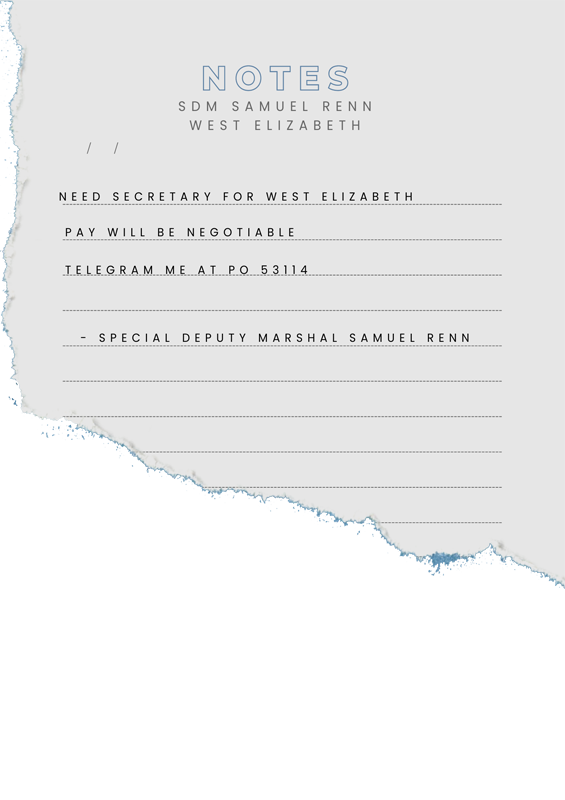 NOTES
SDM SAMUEL RENN
WEST ELIZABETH
/ /
NEED SECRETARY FOR WEST ELIZABETH
PAY WILL BE NEGOTIABLE
TELEGRAM ME AT PO 53114
- SPECIAL DEPUTY MARSHAL SAMUEL RENN